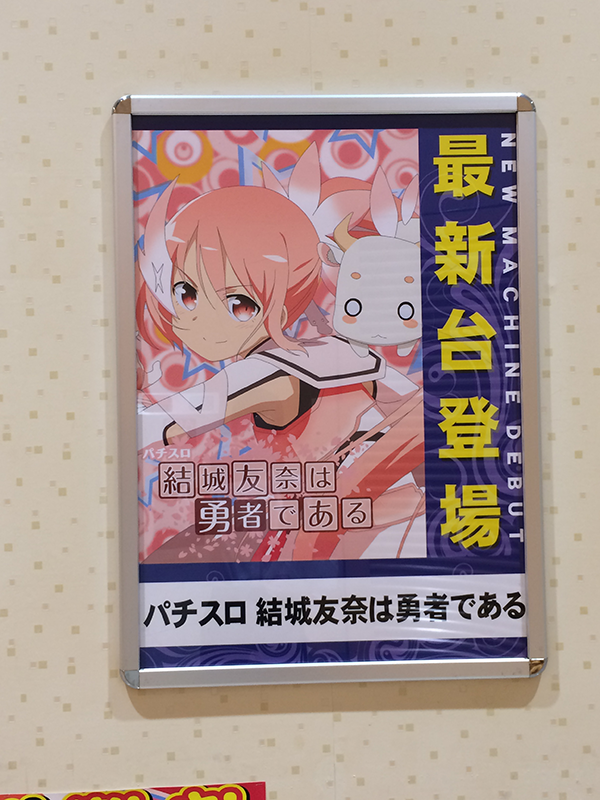 最新台登場
NEW MACHINE DEBUT
パチスロ
結城友奈は
勇者である
パチスロ 結城友奈は勇者である